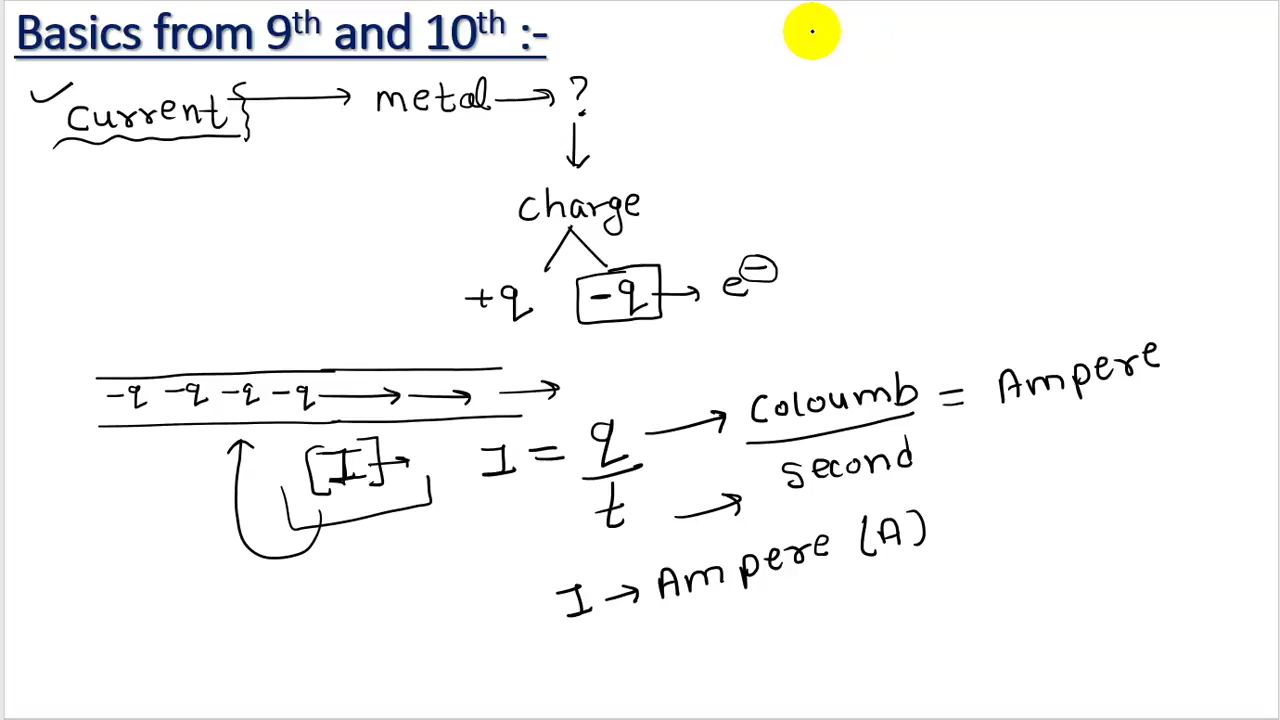 Basics from 9th and 10th :-
Current → metal → ?
Charge
+q -q → e-
-q -q -q -q → → →
[I] → I = q/t → Coloumb/second = Ampere
I → Ampere (A)